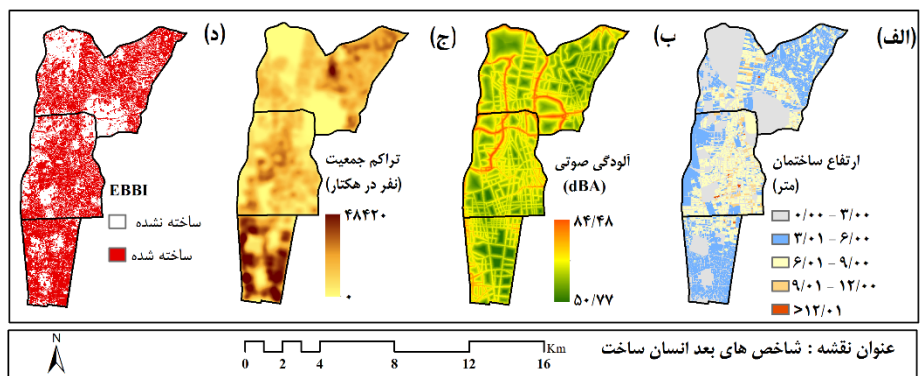 (الف)
ارتفاع ساختمان
(متر)
۰/۰۰ - ۳/۰۰
۳/۰۱ - ۶/۰۰
۶/۰۱ - ۹/۰۰
۹/۰۱ - ۱۲/۰۰
>۱۲/۰۱
(ب)
آلودگی صوتی
(dBA)
۸۴/۴۸
۵۰/۷۷
(ج)
تراکم جمعیت
(نفر در هکتار)
۴۸۴۲۰
۰
(د)
EBBI
ساخته نشده
ساخته شده
عنوان نقشه : شاخص های بعد انسان ساخت
N
Km
0 2 4 8 12 16